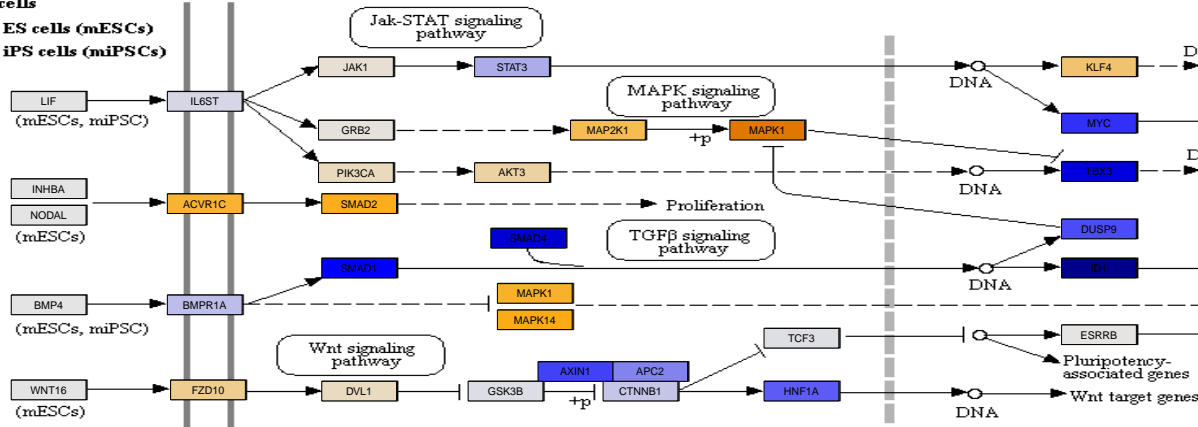 cells
ES cells (mESCs)
iPS cells (miPSCs)
Jak-STAT signaling
pathway
JAK1
STAT3
DNA
KLF4
D
LIF
(mESCs, miPSC)
IL6ST
MAPK signaling
pathway
GRB2
MAP2K1
+p
MAPK1
MYC
PIK3CA
AKT3
DNA
TBX3
D
INHBA
NODAL
(mESCs)
ACVR1C
SMAD2
Proliferation
SMAD4
TGFβ signaling
pathway
DUSP9
SMAD1
DNA
ID1
BMP4
(mESCs, miPSC)
BMPR1A
MAPK1
MAPK14
Wnt signaling
pathway
TCF3
ESRRB
Pluripotency-
associated genes
WNT16
(mESCs)
FZD10
DVL1
GSK3B
+p
AXIN1
APC2
CTNNB1
HNF1A
DNA
Wnt target genes